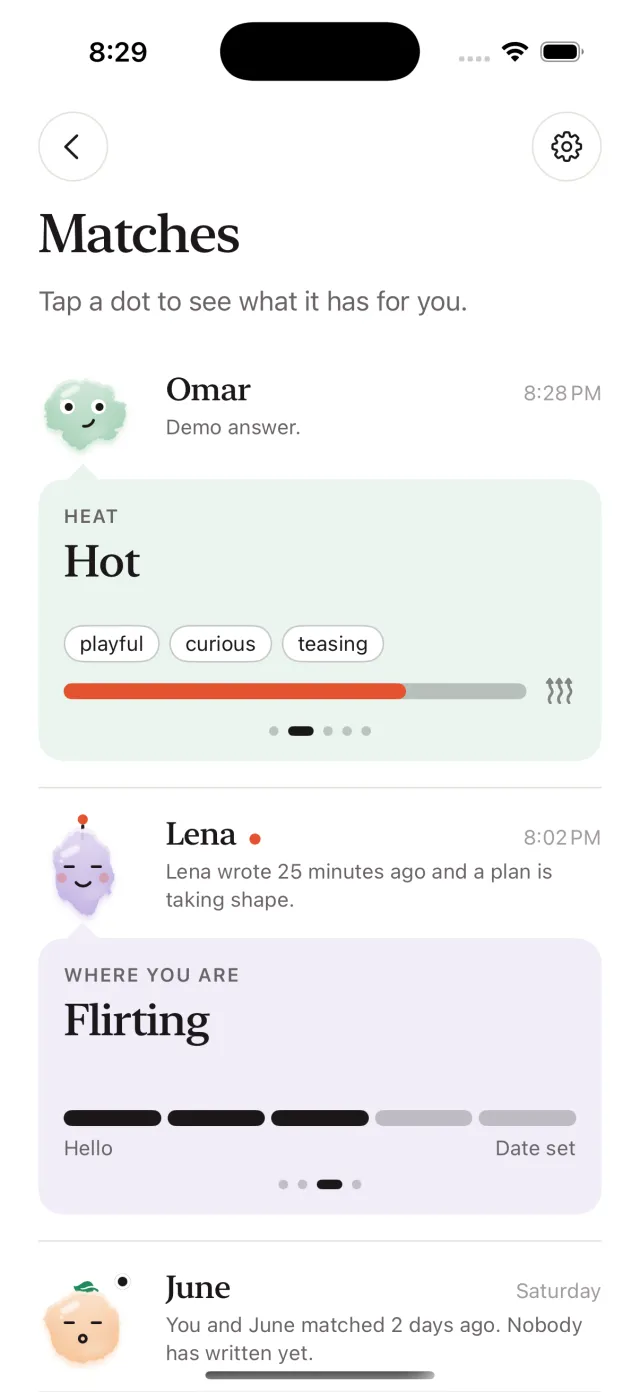 8:29
Matches
Tap a dot to see what it has for you.
Omar
8:28 PM
Demo answer.
HEAT
Hot
playful curious teasing
Lena
8:02 PM
Lena wrote 25 minutes ago and a plan is
taking shape.
WHERE YOU ARE
Flirting
Hello
Date set
June
Saturday
You and June matched 2 days ago. Nobody
has written yet.